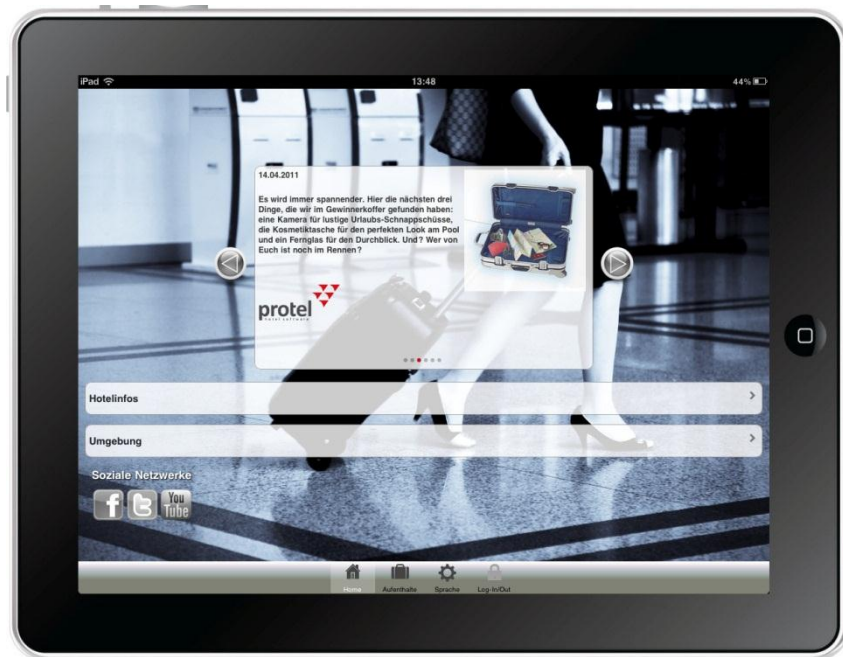 iPad
13:48
44%
14.04.2011
Es wird immer spannender. Hier die nächsten drei
Dinge, die wir im Gewinnerkoffer gefunden haben:
eine Kamera für lustige Urlaubs-Schnappschüsse,
die Kosmetiktasche für den perfekten Look am Pool
und ein Fernglas für den Durchblick. Und? Wer von
Euch ist noch im Rennen?
protel
hotel software
Hotelinfos
Umgebung
Soziale Netzwerke
You
Tube
Home
Aufenthalte
Sprache
Log-In/Out